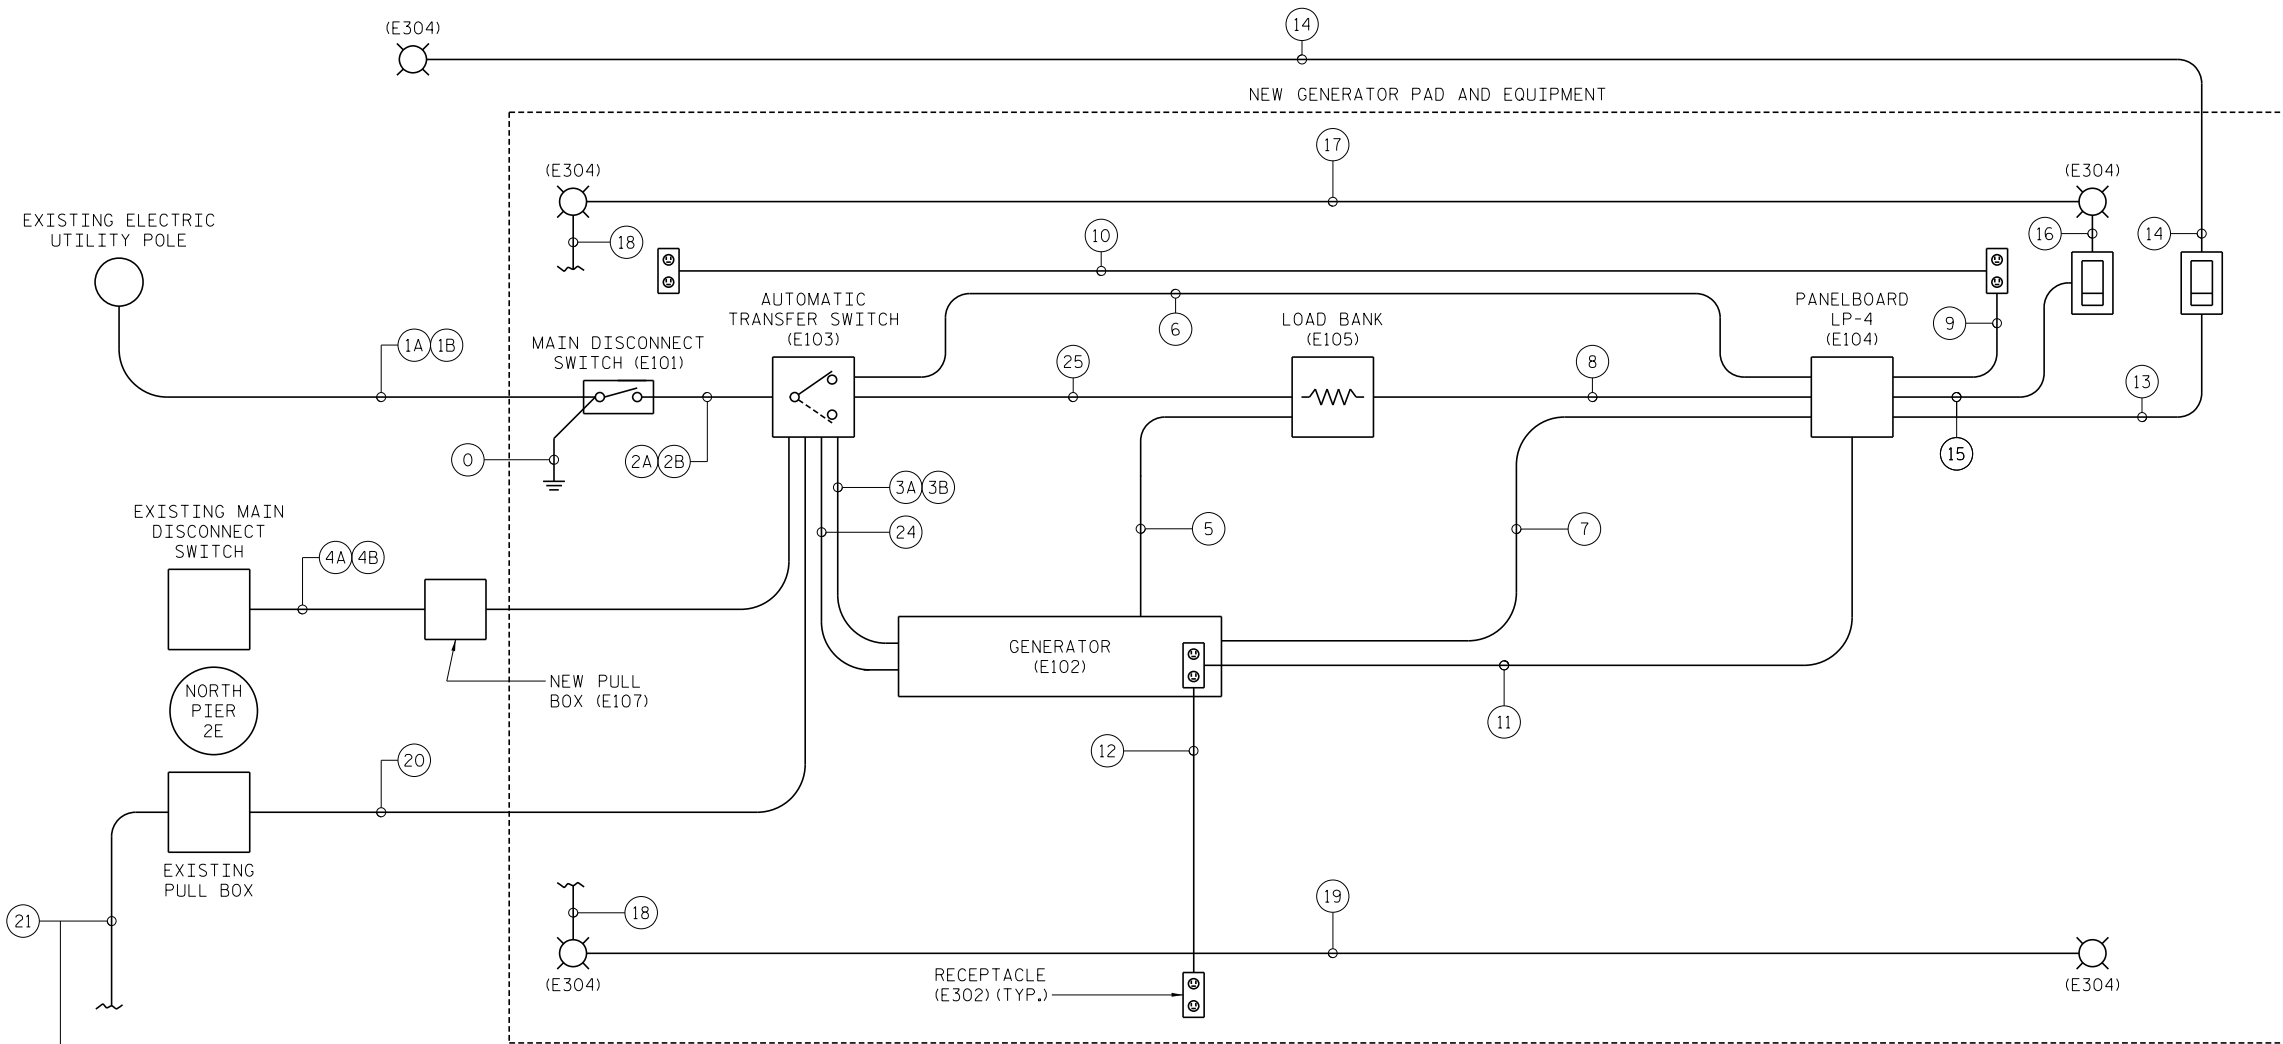 (E304)
14
NEW GENERATOR PAD AND EQUIPMENT
17
(E304)
(E304)
EXISTING ELECTRIC
UTILITY POLE
18
10
16
14
AUTOMATIC
TRANSFER SWITCH
(E103)
6
LOAD BANK
(E105)
PANELBOARD
LP-4
(E104)
9
MAIN DISCONNECT
SWITCH (E101)
1A 1B
25
8
13
0
2A 2B
15
3A 3B
EXISTING MAIN
DISCONNECT
SWITCH
24
5
7
4A 4B
GENERATOR
(E102)
NORTH
PIER
2E
NEW PULL
BOX (E107)
11
12
20
EXISTING
PULL BOX
21
18
19
(E304)
RECEPTACLE
(E302) (TYP.)
(E304)